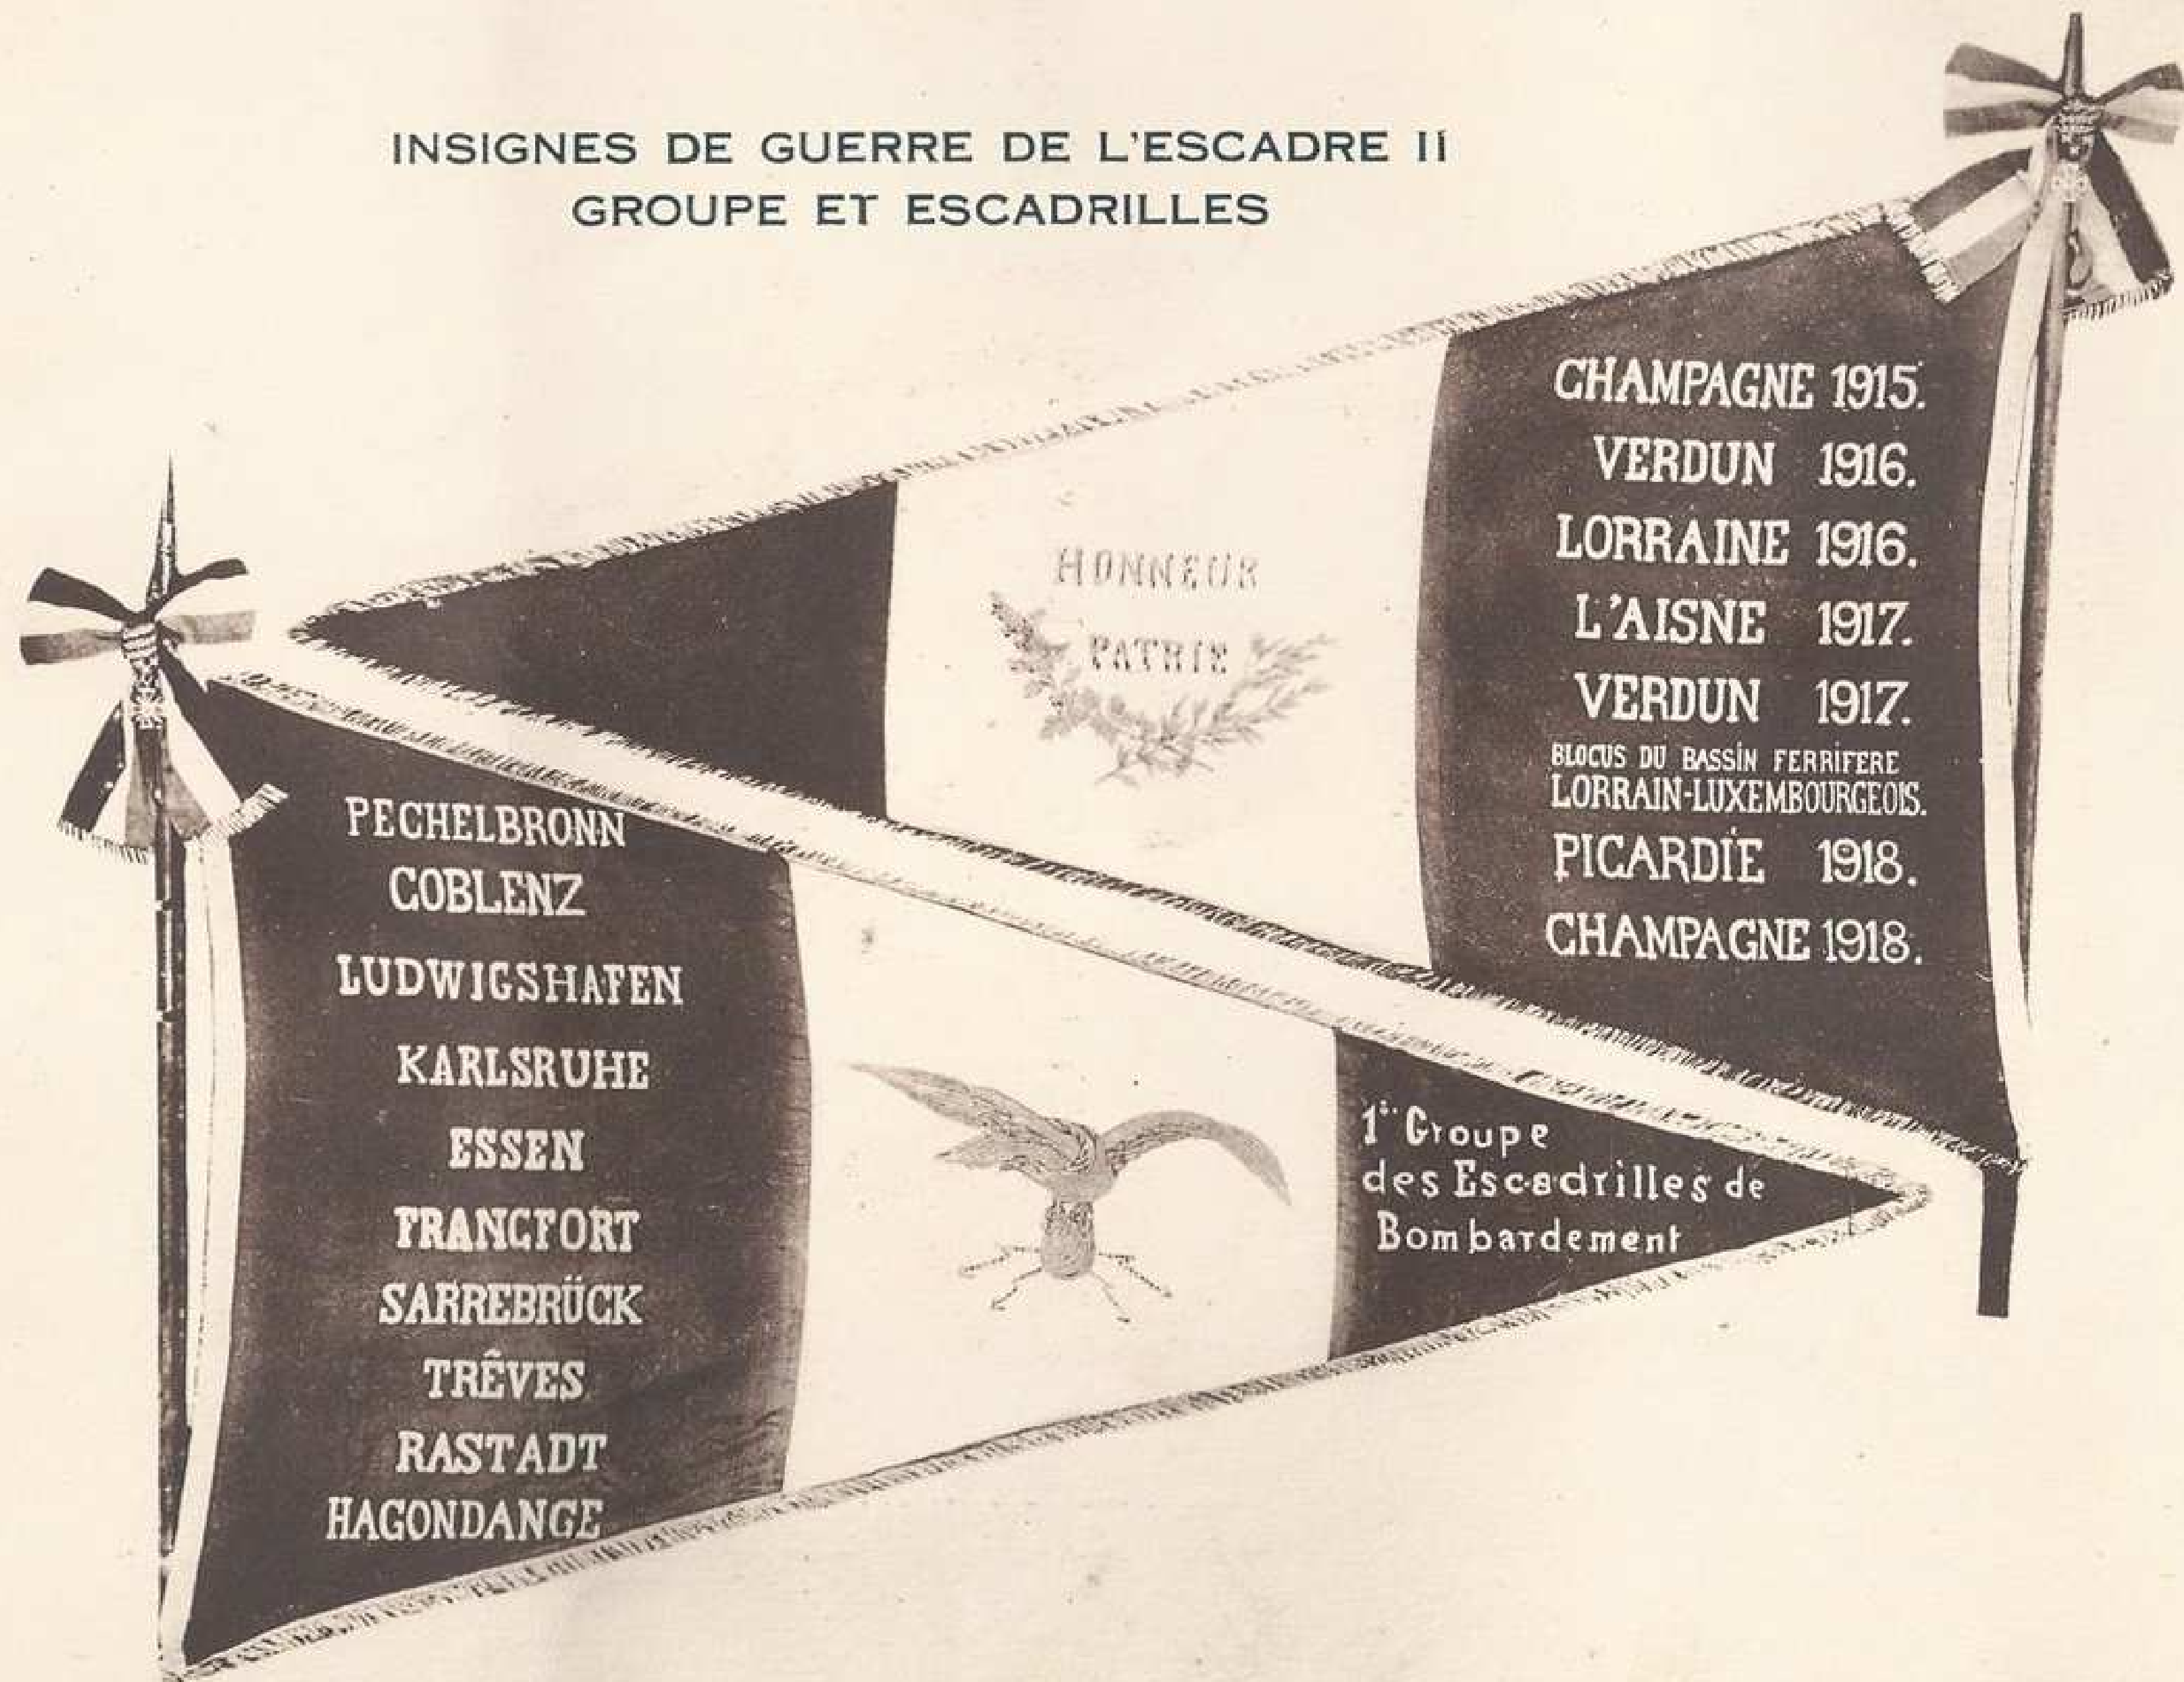 INSIGNES DE GUERRE DE L'ESCADRE II
GROUPE ET ESCADRILLES
HONNEUR
PATRIE
CHAMPAGNE 1915.
VERDUN 1916.
LORRAINE 1916.
L'AISNE 1917.
VERDUN 1917.
BLOCUS DU BASSIN FERRIFERE
LORRAIN-LUXEMBOURGEOIS.
PICARDIE 1918.
CHAMPAGNE 1918.
PECHELBRONN
COBLENZ
LUDWIGSHAFEN
KARLSRUHE
ESSEN
FRANCFORT
SARREBRÜCK
TRÊVES
RASTADT
HAGONDANGE
1er Groupe
des Escadrilles de
Bombardement